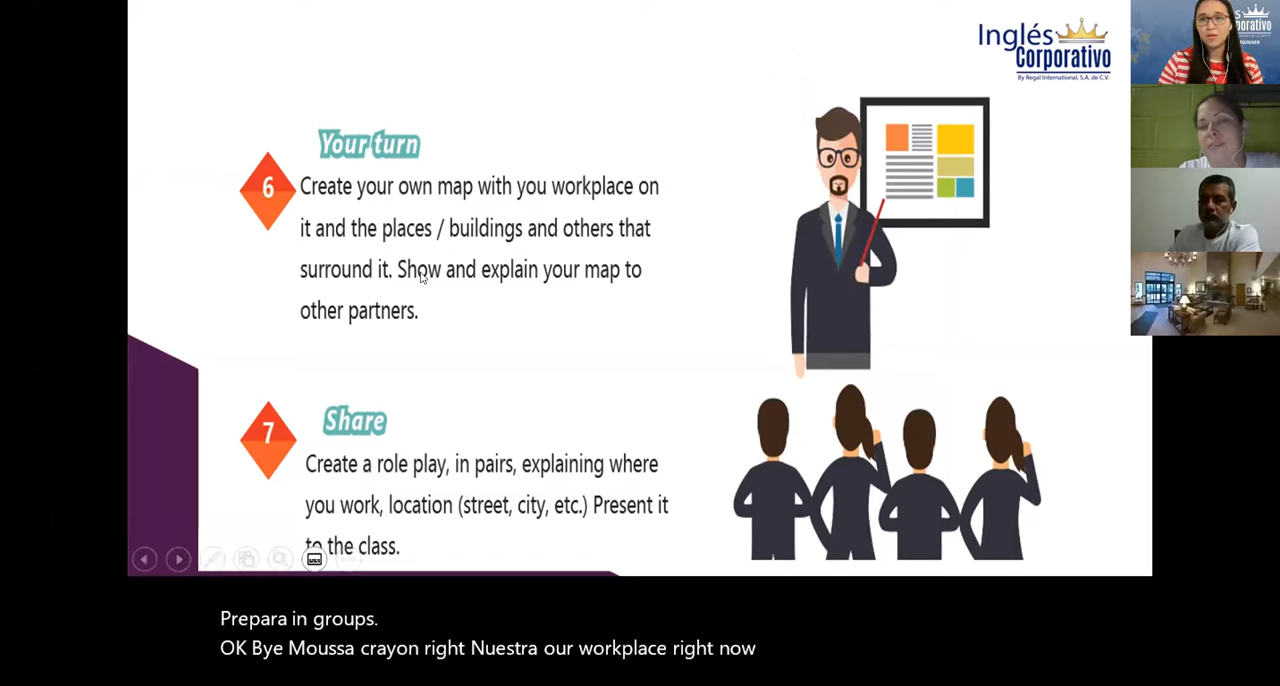 Inglés
Corporativo
By Regal International, S.A. de C.V.
Your turn
6
Create your own map with you workplace on
it and the places / buildings and others that
surround it. Show and explain your map to
other partners.
7
Share
Create a role play, in pairs, explaining where
you work, location (street, city, etc.) Present it
to the class.
Prepara in groups.
OK Bye Moussa crayon right Nuestra our workplace right now